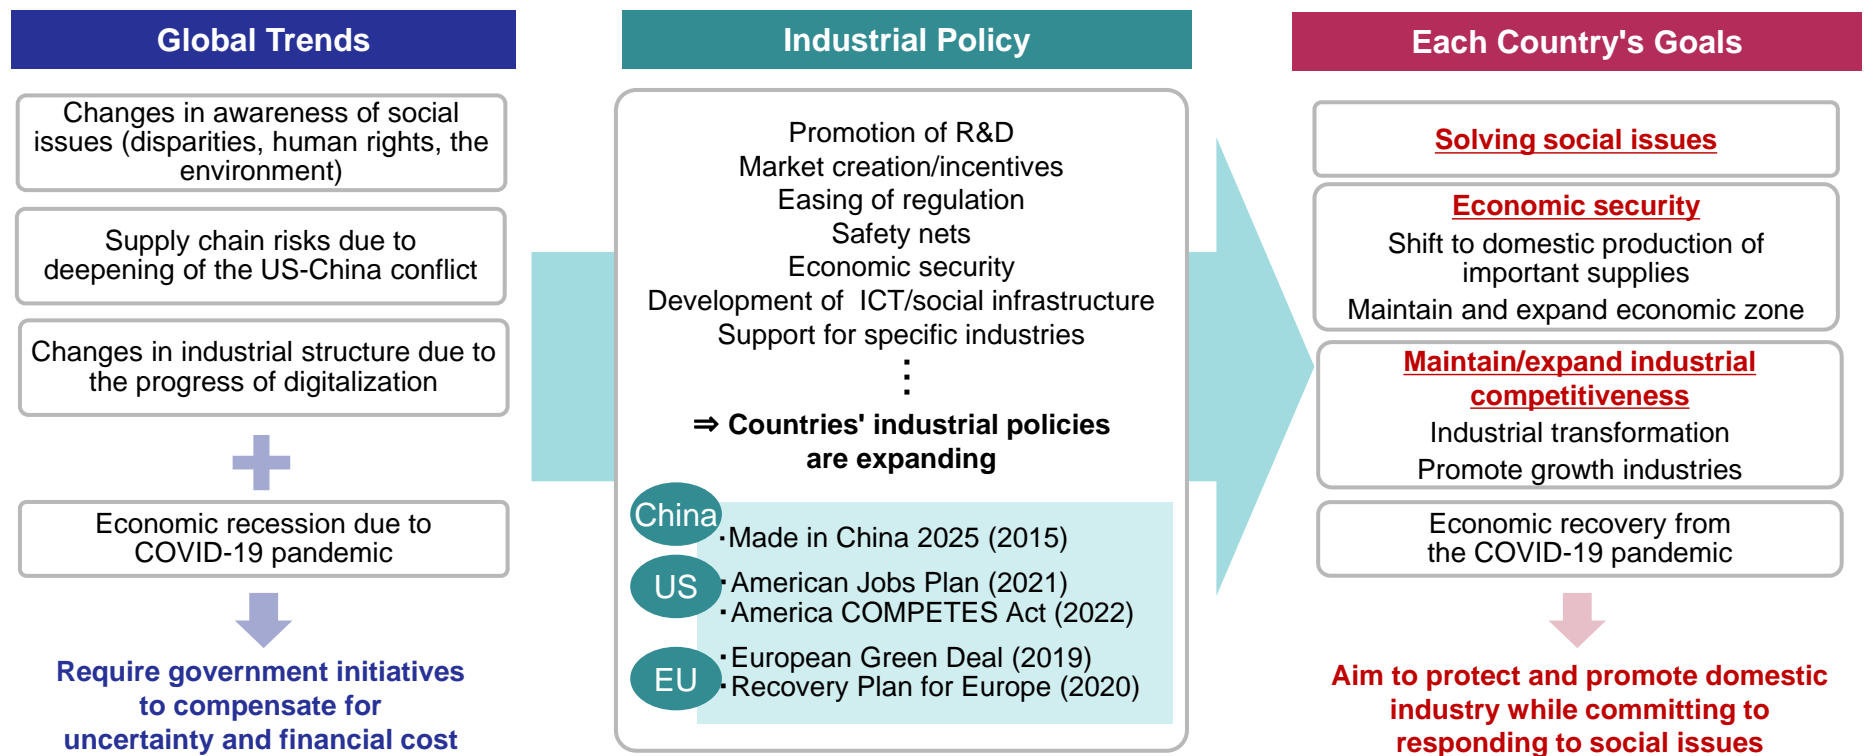 Global Trends
Changes in awareness of social
issues (disparities, human rights, the
environment)
Supply chain risks due to
deepening of the US-China conflict
Changes in industrial structure due to
the progress of digitalization
Economic recession due to
COVID-19 pandemic
Require government initiatives
to compensate for
uncertainty and financial cost
Industrial Policy
Promotion of R&D
Market creation/incentives
Easing of regulation
Safety nets
Economic security
Development of ICT/social infrastructure
Support for specific industries
⋮
⇒ Countries' industrial policies
are expanding
China
・Made in China 2025 (2015)
US
・American Jobs Plan (2021)
・America COMPETES Act (2022)
EU
・European Green Deal (2019)
・Recovery Plan for Europe (2020)
Each Country's Goals
Solving social issues
Economic security
Shift to domestic production of
important supplies
Maintain and expand economic zone
Maintain/expand industrial
competitiveness
Industrial transformation
Promote growth industries
Economic recovery from
the COVID-19 pandemic
Aim to protect and promote domestic
industry while committing to
responding to social issues